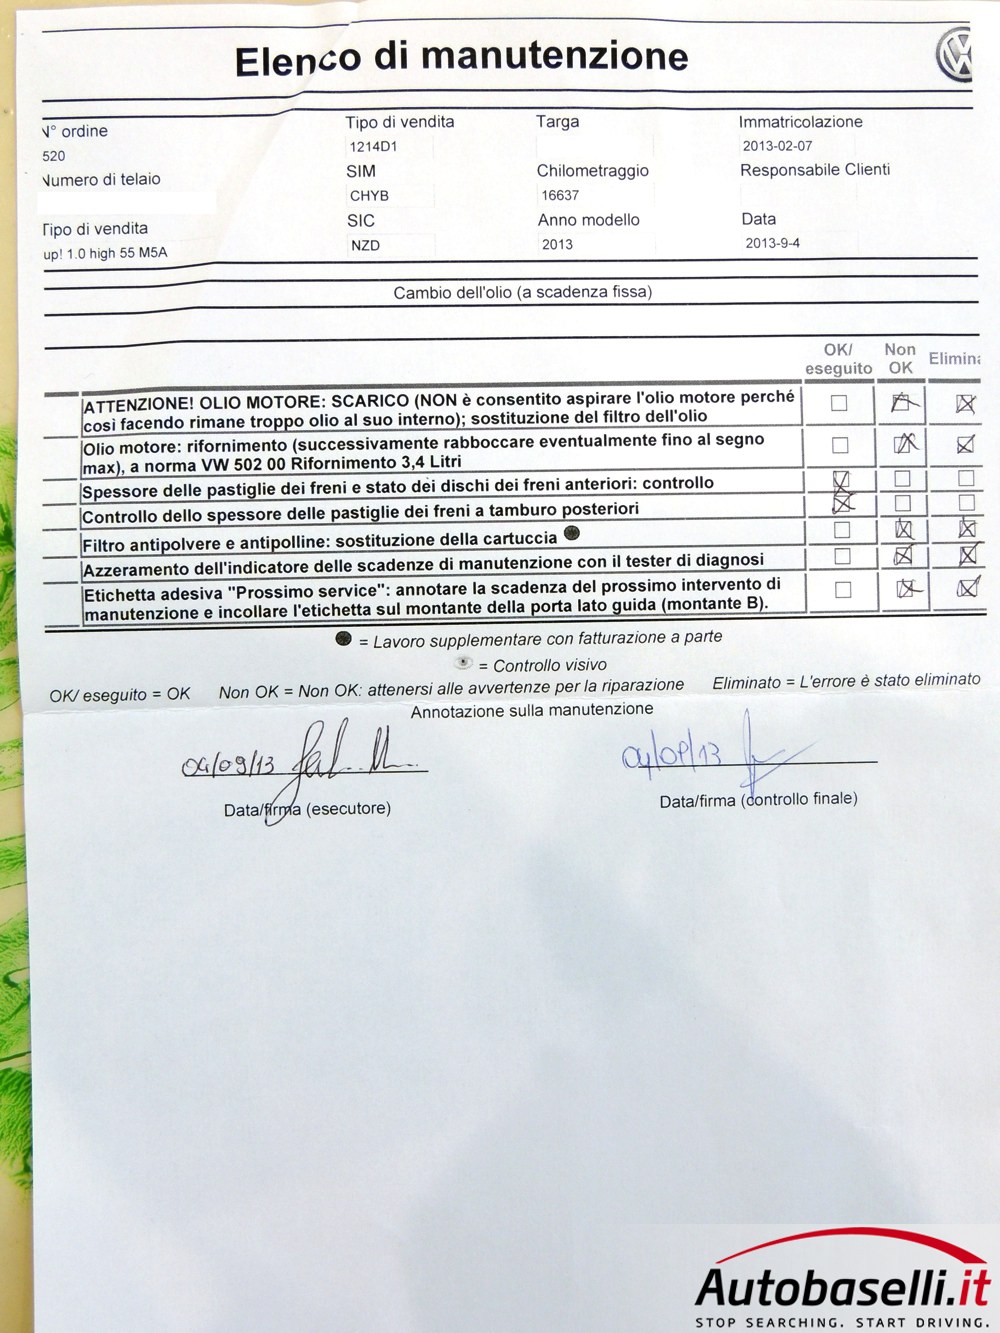 Elenco di manutenzione
N° ordine
520
Numero di telaio
Tipo di vendita
up! 1.0 high 55 M5A
Tipo di vendita
1214D1
SIM
CHYB
SIC
NZD
Targa
Chilometraggio
16637
Anno modello
2013
Immatricolazione
2013-02-07
Responsabile Clienti
Data
2013-9-4
Cambio dell'olio (a scadenza fissa)
OK/ eseguito
Non OK
Elimina
ATTENZIONE! OLIO MOTORE: SCARICO (NON è consentito aspirare l'olio motore perché
così facendo rimane troppo olio al suo interno); sostituzione del filtro dell'olio
Olio motore: rifornimento (successivamente rabboccare eventualmente fino al segno
max), a norma VW 502 00 Rifornimento 3,4 Litri
Spessore delle pastiglie dei freni e stato dei dischi dei freni anteriori: controllo
Controllo dello spessore delle pastiglie dei freni a tamburo posteriori
Filtro antipolvere e antipolline: sostituzione della cartuccia
Azzeramento dell'indicatore delle scadenze di manutenzione con il tester di diagnosi
Etichetta adesiva "Prossimo service": annotare la scadenza del prossimo intervento di
manutenzione e incollare l'etichetta sul montante della porta lato guida (montante B).
= Lavoro supplementare con fatturazione a parte
= Controllo visivo
OK/ eseguito = OK Non OK = Non OK: attenersi alle avvertenze per la riparazione Eliminato = L'errore è stato eliminato
Annotazione sulla manutenzione
04/09/13
04/09/13
Data/firma (esecutore)
Data/firma (controllo finale)
Autobaselli.it
STOP SEARCHING. START DRIVING.